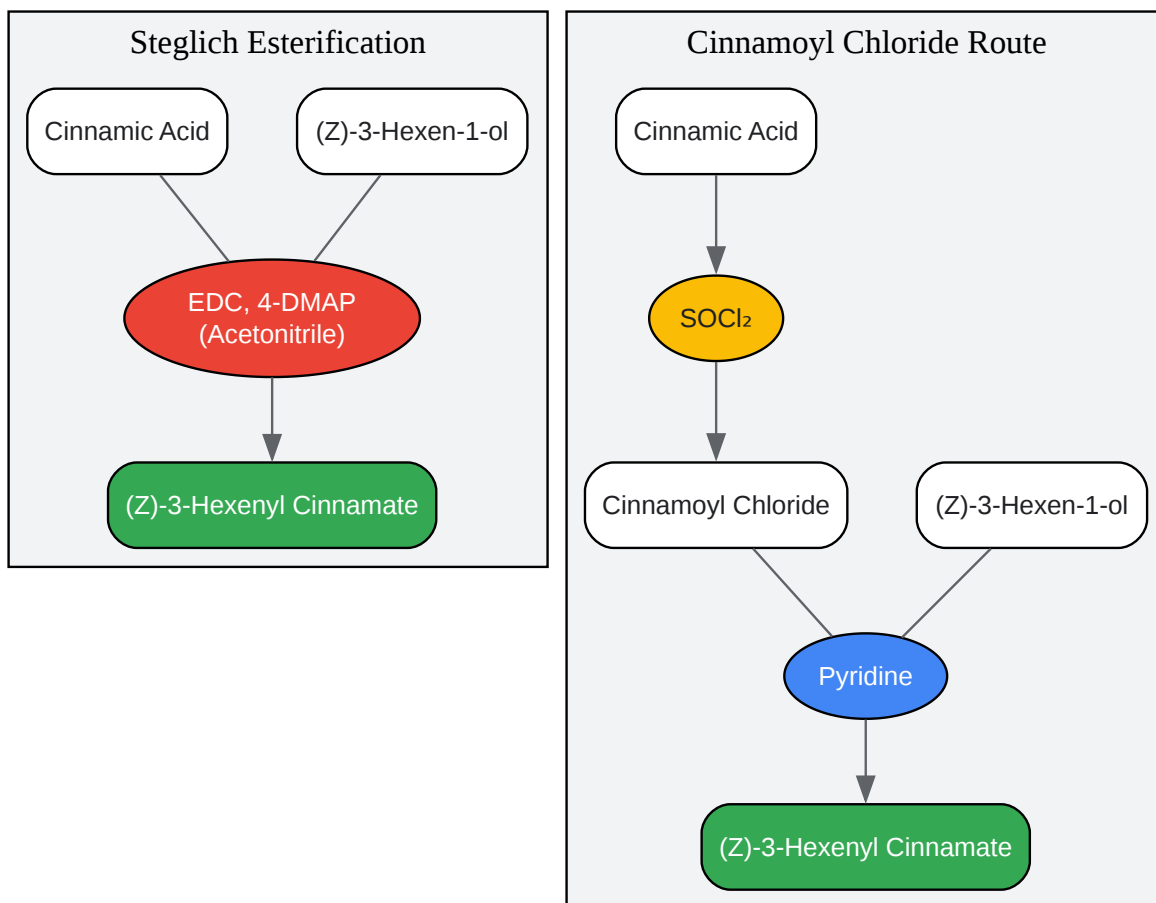 Steglich Esterification
Cinnamic Acid
(Z)-3-Hexen-1-ol
EDC, 4-DMAP
(Acetonitrile)
(Z)-3-Hexenyl Cinnamate
Cinnamoyl Chloride Route
Cinnamic Acid
SOCl₂
Cinnamoyl Chloride
(Z)-3-Hexen-1-ol
Pyridine
(Z)-3-Hexenyl Cinnamate